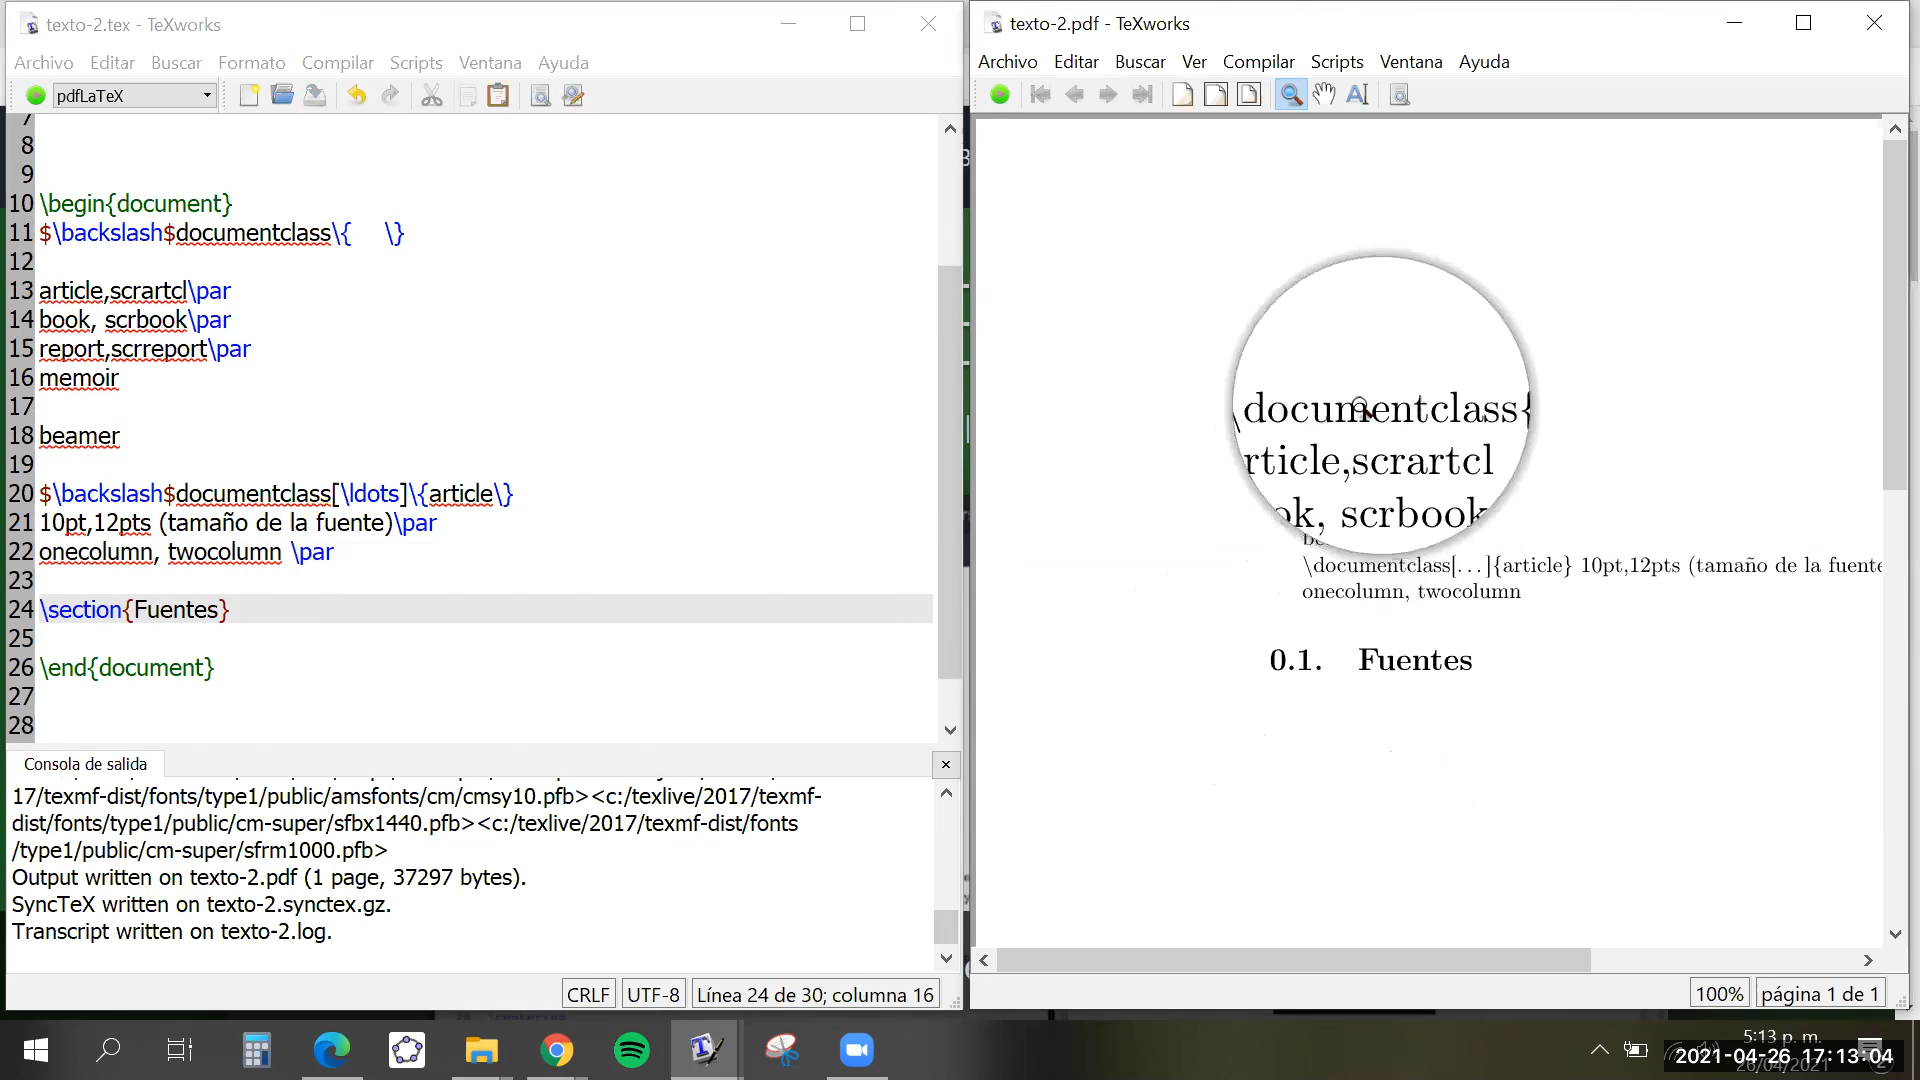 texto-2.tex - TeXworks
Archivo Editar Buscar Formato Compilar Scripts Ventana Ayuda
pdfLaTeX
7
8
9
10 \begin{document}
11 $\backslash$documentclass\{ \}
12
13 article,scrartcl\par
14 book, scrbook\par
15 report,scrreport\par
16 memoir
17
18 beamer
19
20 $\backslash$documentclass[\ldots]\{article\}
21 10pt,12pts (tamaño de la fuente)\par
22 onecolumn, twocolumn \par
23
24 \section{Fuentes}
25
26 \end{document}
27
28
Consola de salida
17/texmf-dist/fonts/type1/public/amsfonts/cm/cmsy10.pfb><c:/texlive/2017/texmf-
dist/fonts/type1/public/cm-super/sfbx1440.pfb><c:/texlive/2017/texmf-dist/fonts
/type1/public/cm-super/sfrm1000.pfb>
Output written on texto-2.pdf (1 page, 37297 bytes).
SyncTeX written on texto-2.synctex.gz.
Transcript written on texto-2.log.
CRLF UTF-8 Línea 24 de 30; columna 16
texto-2.pdf - TeXworks
Archivo Editar Buscar Ver Compilar Scripts Ventana Ayuda
\documentclass{
rticle,scrartcl
ok, scrbook
\documentclass[...]{article} 10pt,12pts (tamaño de la fuente
onecolumn, twocolumn
0.1. Fuentes
100% página 1 de 1
5:13 p. m.
2021-04-26 17:13:04
26/04/2021